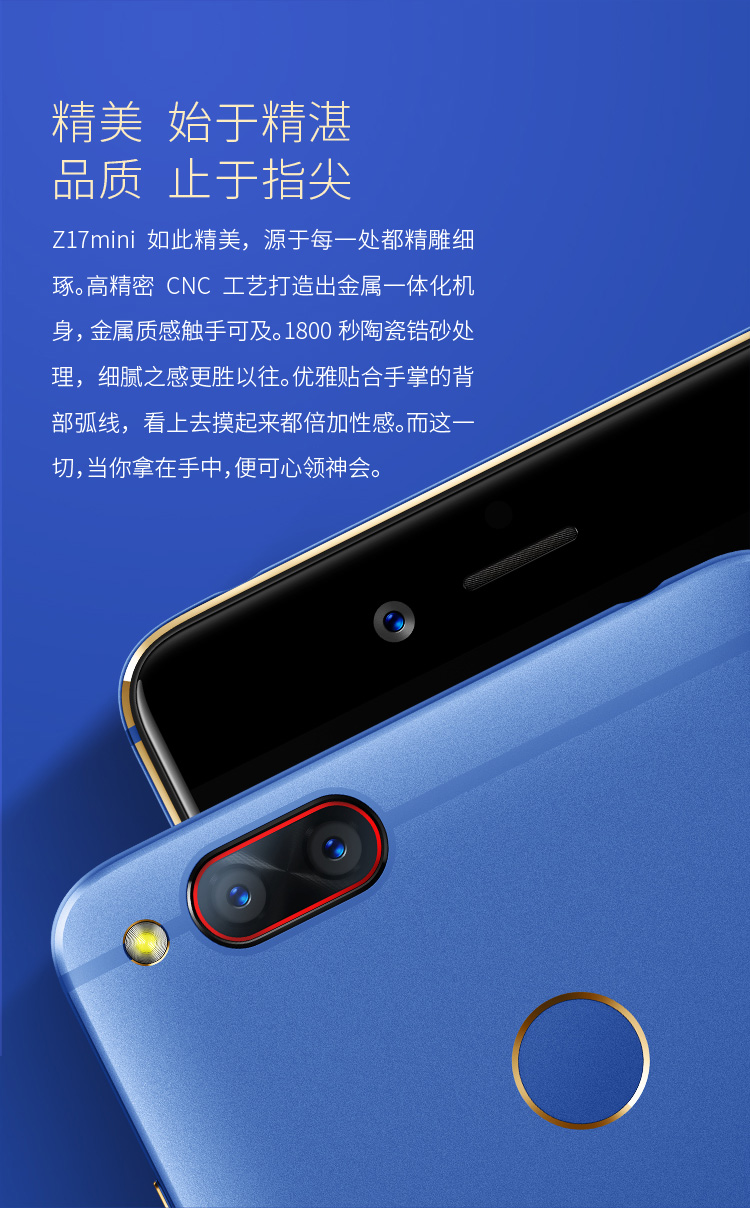 精美 始于精湛
品质 止于指尖
Z17mini 如此精美，源于每一处都精雕细
琢。高精密 CNC 工艺打造出金属一体化机
身，金属质感触手可及。1800 秒陶瓷锆砂处
理，细腻之感更胜以往。优雅贴合手掌的背
部弧线，看上去摸起来都倍加性感。而这一
切，当你拿在手中，便可心领神会。